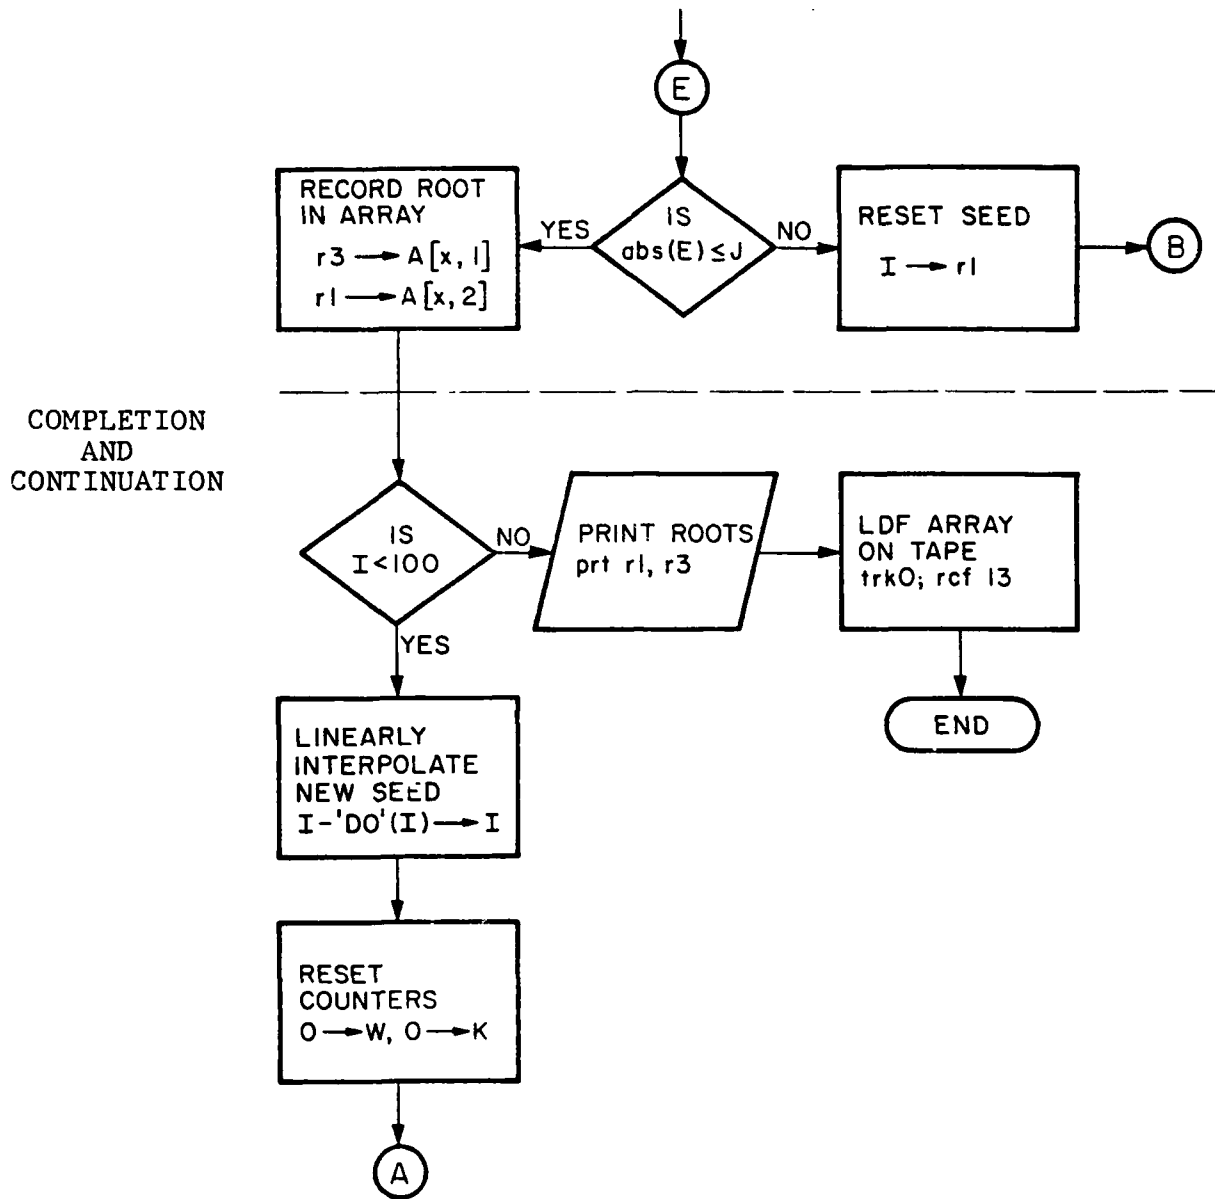 E
RECORD ROOT
IN ARRAY
r3 → A[x, 1]
r1 → A[x, 2]
YES
IS
abs(E) ≤ J
NO
RESET SEED
I → r1
B
COMPLETION
AND
CONTINUATION
IS
I < 100
NO
PRINT ROOTS
prt r1, r3
LDF ARRAY
ON TAPE
trk0; rcf 13
YES
END
LINEARLY
INTERPOLATE
NEW SEED
I-'DO'(I) → I
RESET
COUNTERS
0 → W, 0 → K
A